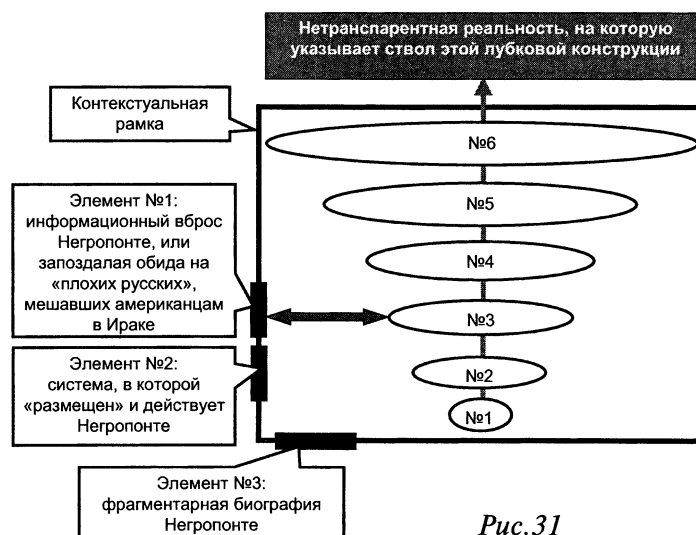 Нетранспарентная реальность, на которую
указывает ствол этой лубковой конструкции
Контекстуальная
рамка
№6
№5
№4
№3
№2
№1
Элемент №1:
информационный вброс
Негропонте, или
запоздалая обида на
«плохих русских»,
мешавших американцам
в Ираке
Элемент №2:
система, в которой
«размещен» и действует
Негропонте
Элемент №3:
фрагментарная биография
Негропонте
Рис.31